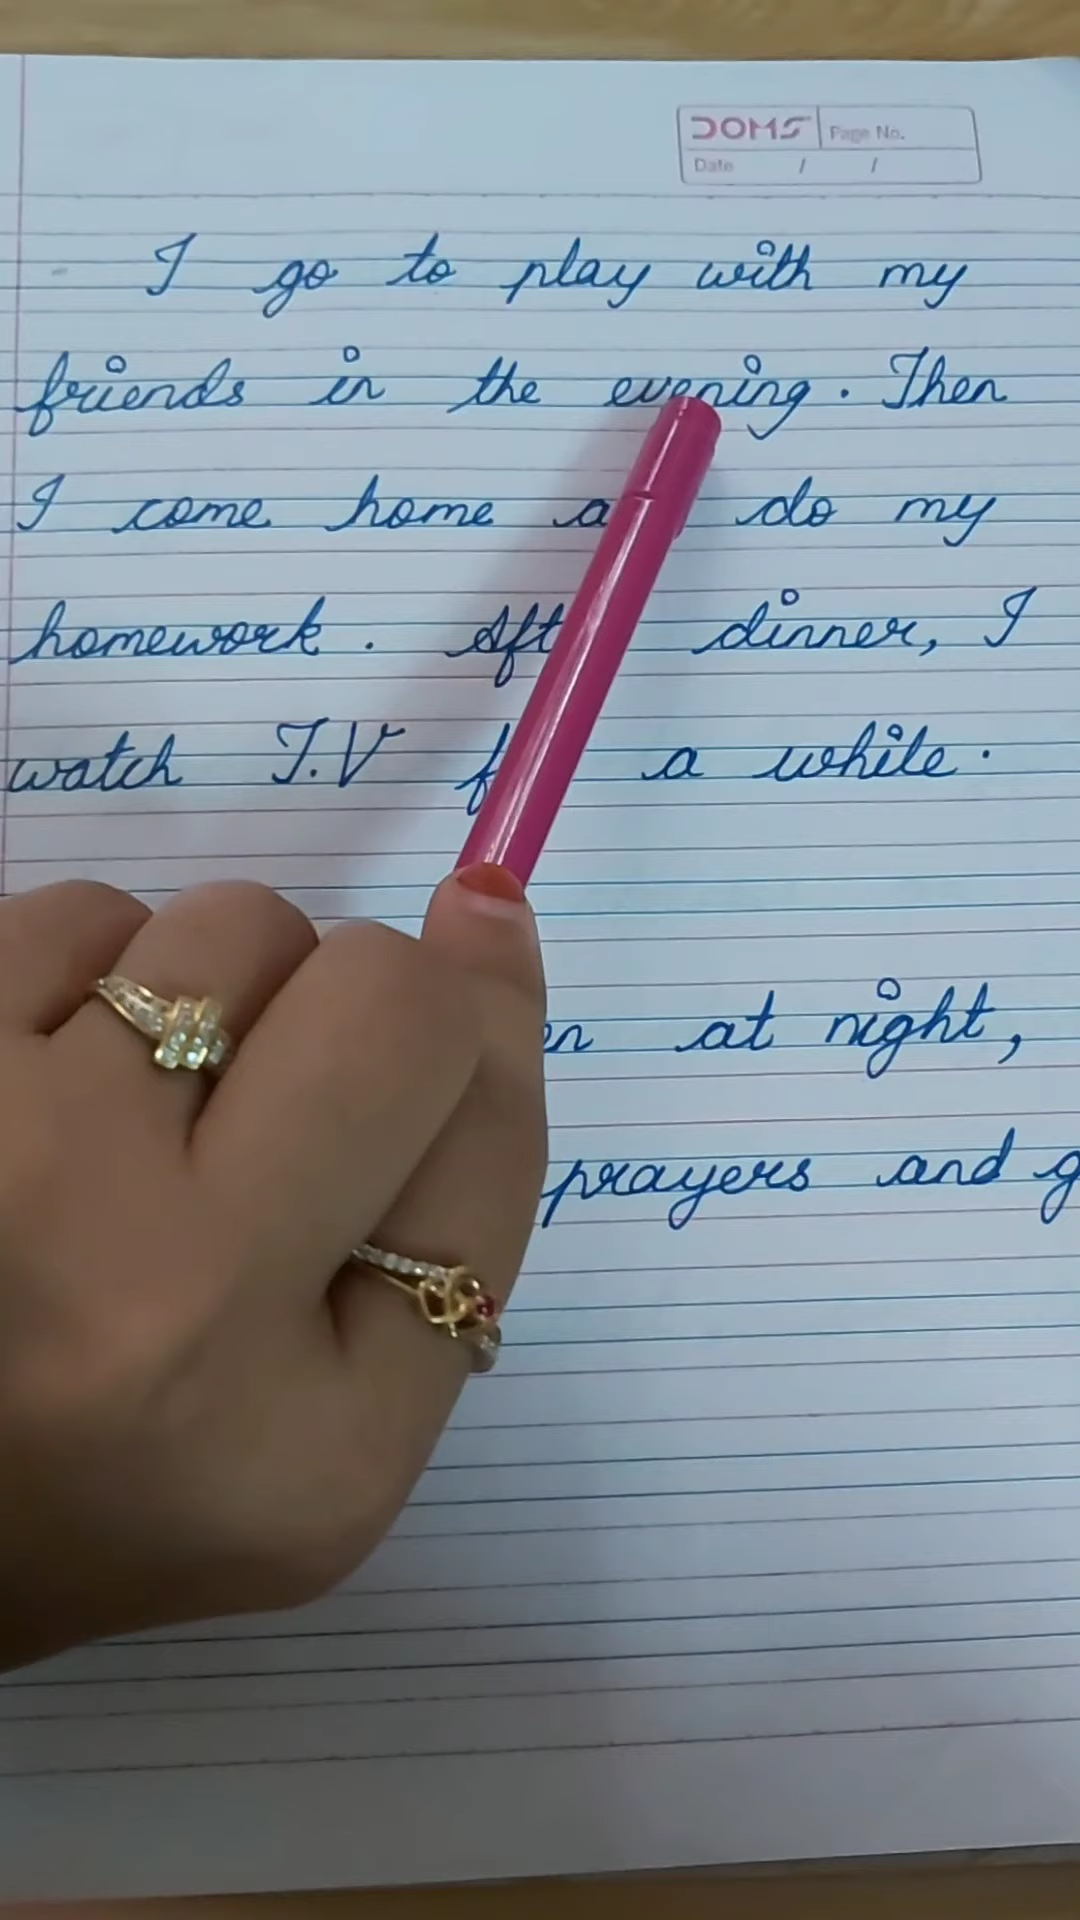 DOMS Page No.
Date / /
I go to play with my
friends in the evening. Then
I come home a do my
homework. Aft dinner, I
watch T.V f a while.
at night,
prayers and g